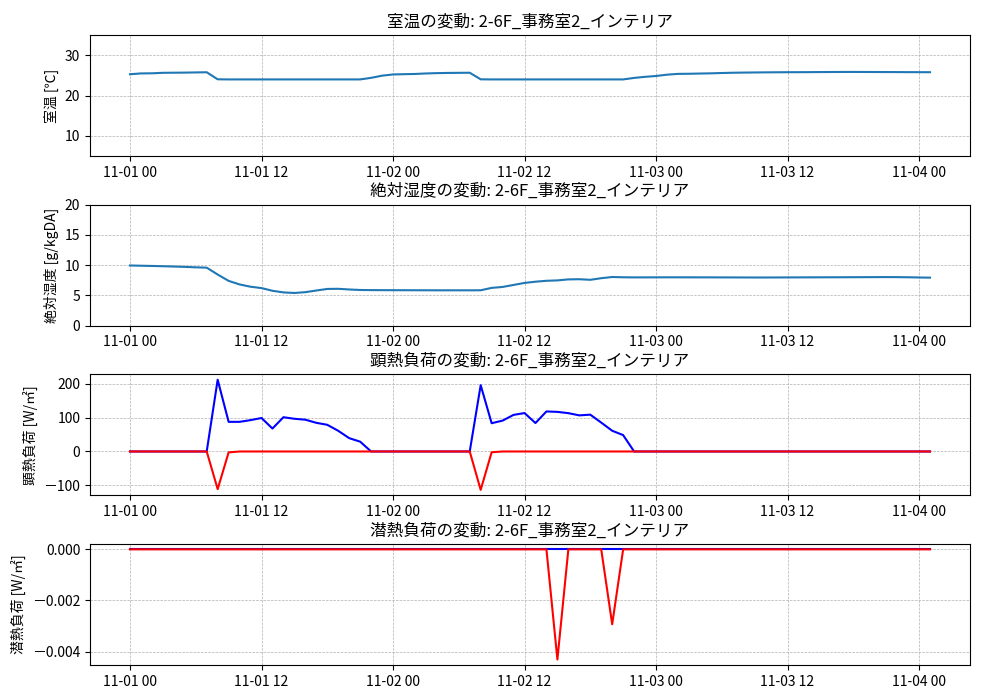 室温の変動: 2-6F_事務室2_インテリア
室温 [℃]
30
20
10
11-01 00 11-01 12 11-02 00 11-02 12 11-03 00 11-03 12 11-04 00
絶対湿度の変動: 2-6F_事務室2_インテリア
絶対湿度 [g/kgDA]
20
15
10
5
0
11-01 00 11-01 12 11-02 00 11-02 12 11-03 00 11-03 12 11-04 00
顕熱負荷の変動: 2-6F_事務室2_インテリア
顕熱負荷 [W/㎡]
200
100
0
−100
11-01 00 11-01 12 11-02 00 11-02 12 11-03 00 11-03 12 11-04 00
潜熱負荷の変動: 2-6F_事務室2_インテリア
潜熱負荷 [W/㎡]
0.000
−0.002
−0.004
11-01 00 11-01 12 11-02 00 11-02 12 11-03 00 11-03 12 11-04 00